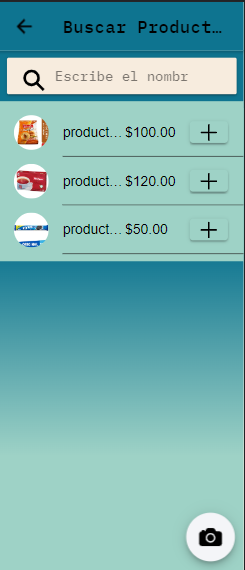 Buscar Product…
Escribe el nombr
product… $100.00
product… $120.00
product… $50.00